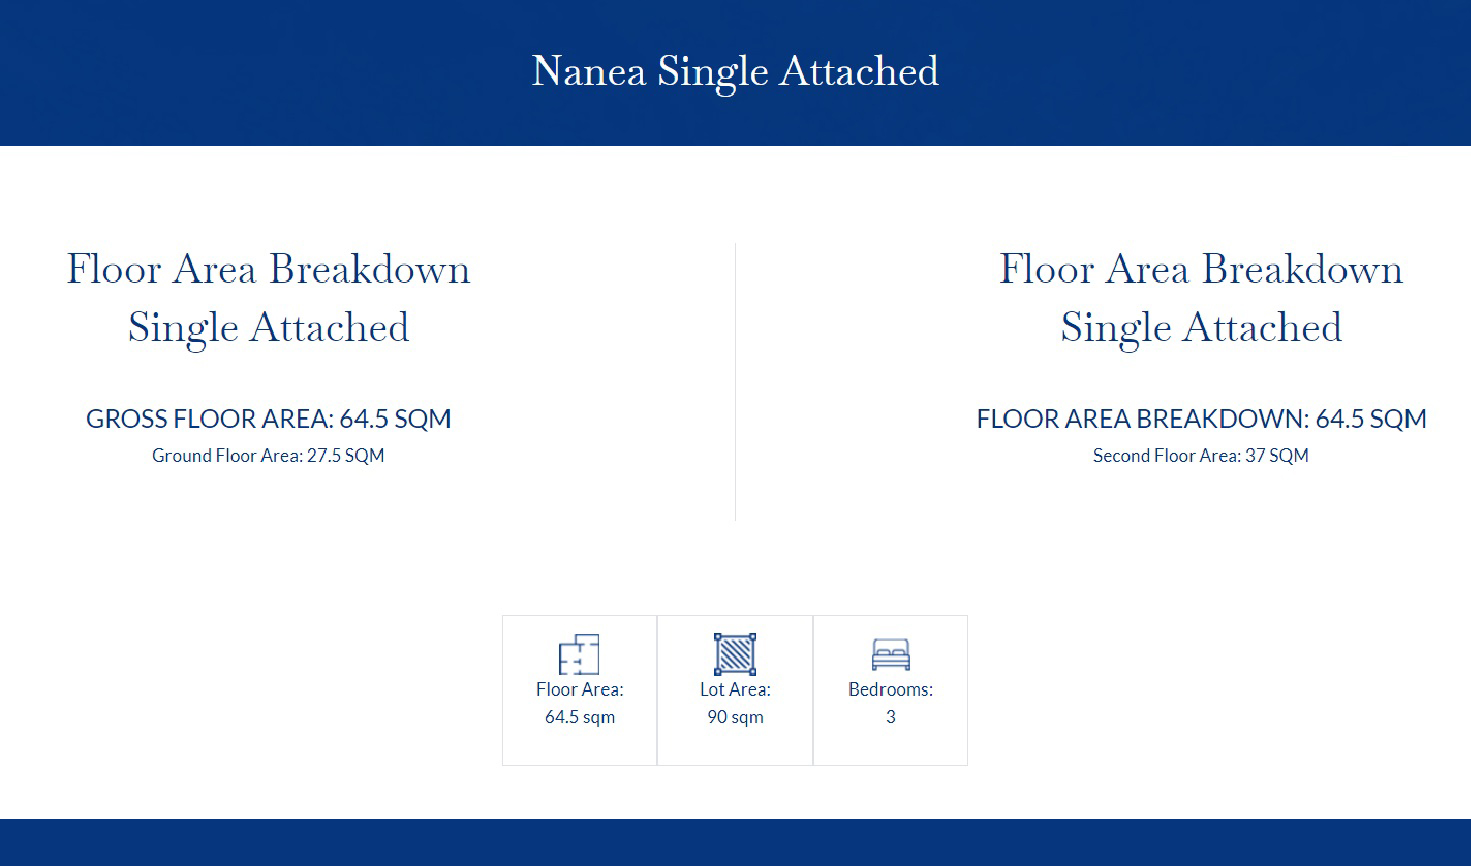 Nanea Single Attached
Floor Area Breakdown
Single Attached
GROSS FLOOR AREA: 64.5 SQM
Ground Floor Area: 27.5 SQM
Floor Area Breakdown
Single Attached
FLOOR AREA BREAKDOWN: 64.5 SQM
Second Floor Area: 37 SQM
Floor Area:
64.5 sqm
Lot Area:
90 sqm
Bedrooms:
3